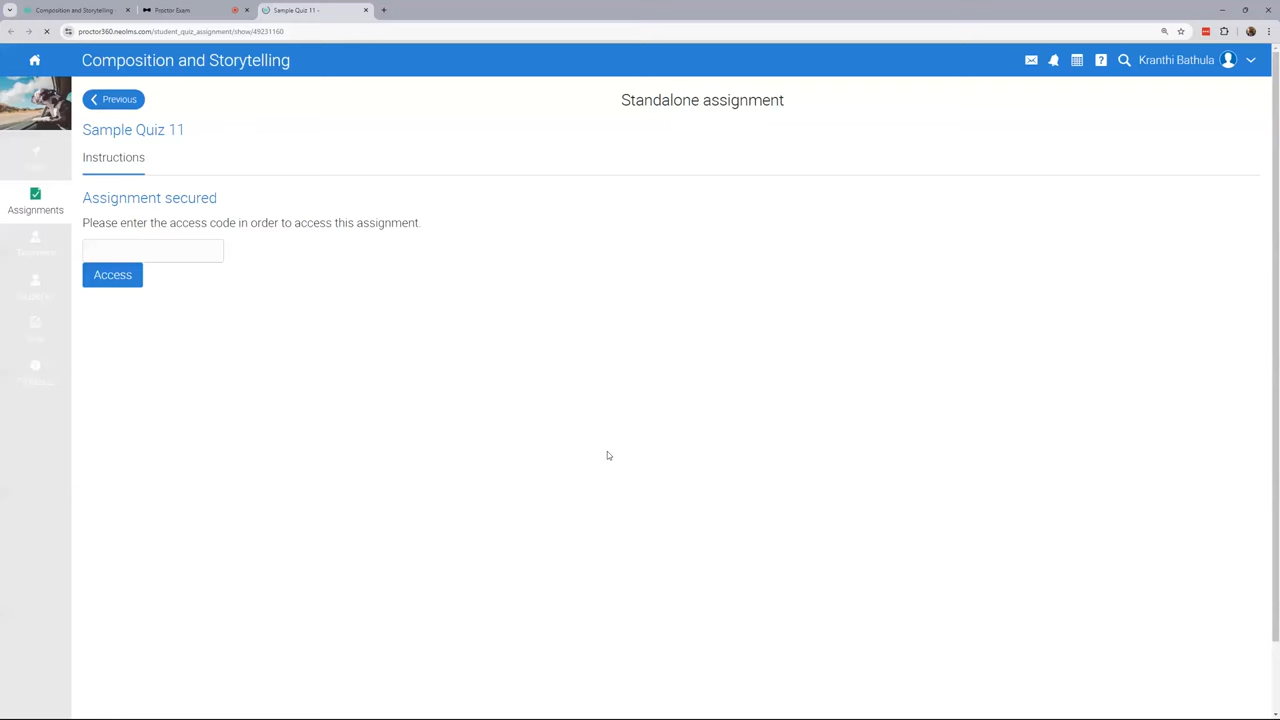 Composition and Storytelling
Proctor Exam
Sample Quiz 11 -
proctor360.neolms.com/student_quiz_assignment/show/49231160
Composition and Storytelling
Kranthi Bathula
Previous
Standalone assignment
Sample Quiz 11
Instructions
Assignments
Assignment secured
Please enter the access code in order to access this assignment.
Access